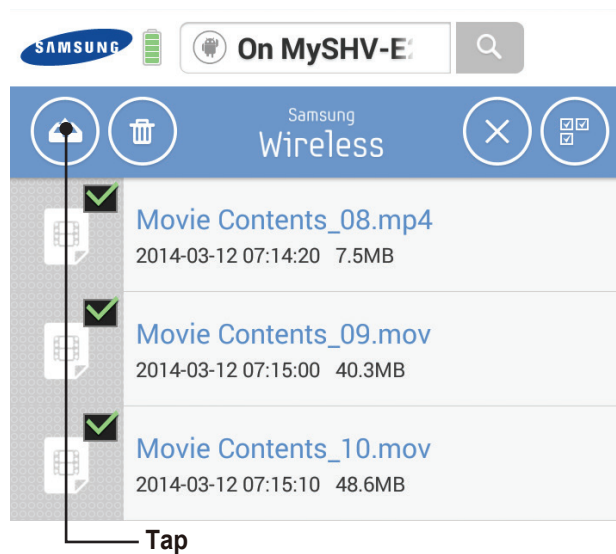 SAMSUNG
On MySHV-E
Samsung
Wireless
Movie Contents_08.mp4
2014-03-12 07:14:20 7.5MB
Movie Contents_09.mov
2014-03-12 07:15:00 40.3MB
Movie Contents_10.mov
2014-03-12 07:15:10 48.6MB
Tap